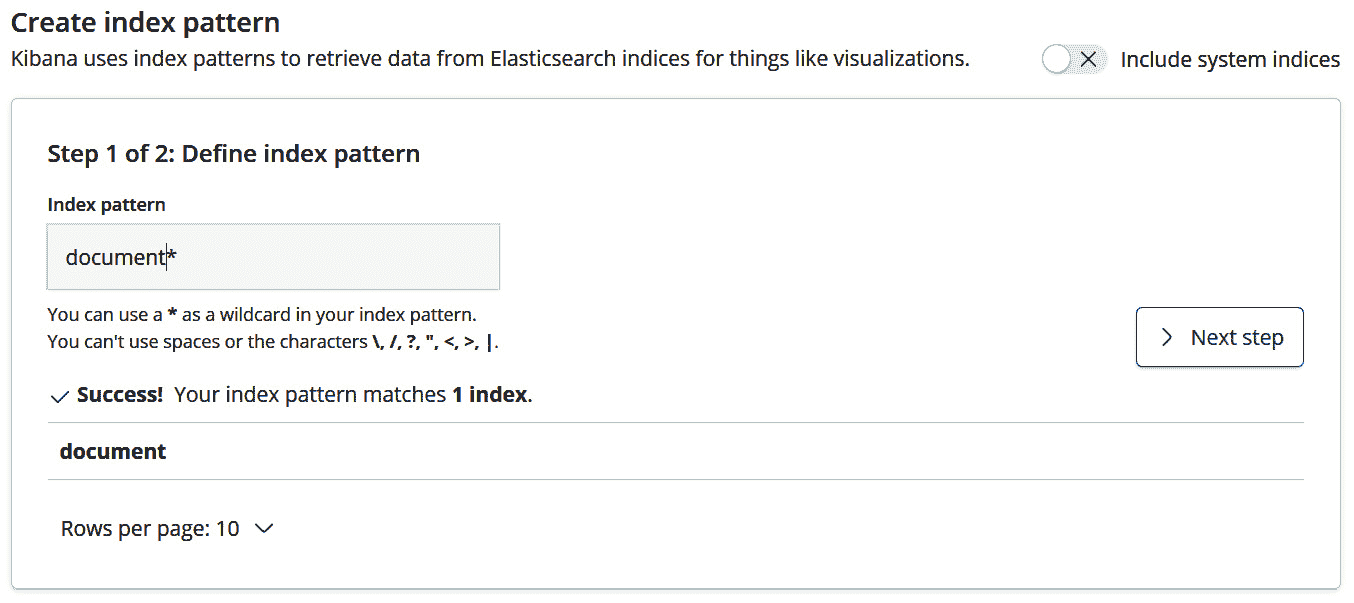 Create index pattern
Kibana uses index patterns to retrieve data from Elasticsearch indices for things like visualizations.
Include system indices
Step 1 of 2: Define index pattern
Index pattern
document*
You can use a * as a wildcard in your index pattern.
You can't use spaces or the characters \, /, ?, ", <, >, |.
Next step
Success! Your index pattern matches 1 index.
document
Rows per page: 10